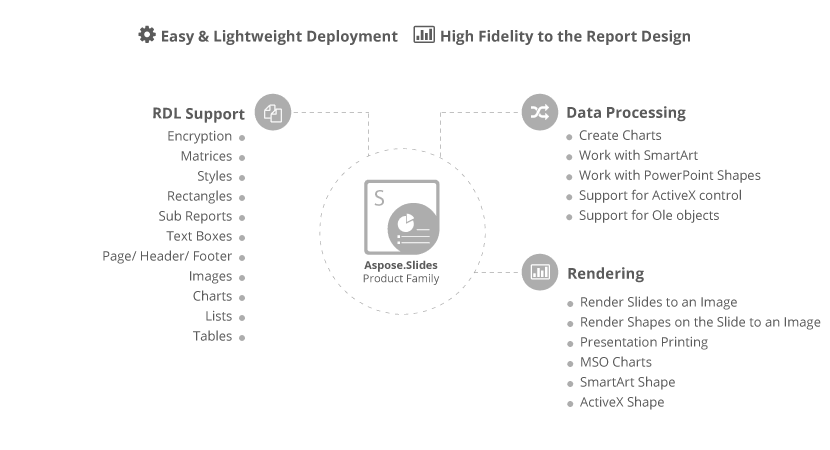 Easy & Lightweight Deployment
High Fidelity to the Report Design
RDL Support
Encryption
Matrices
Styles
Rectangles
Sub Reports
Text Boxes
Page/ Header/ Footer
Images
Charts
Lists
Tables
S
Aspose.Slides
Product Family
Data Processing
Create Charts
Work with SmartArt
Work with PowerPoint Shapes
Support for ActiveX control
Support for Ole objects
Rendering
Render Slides to an Image
Render Shapes on the Slide to an Image
Presentation Printing
MSO Charts
SmartArt Shape
ActiveX Shape